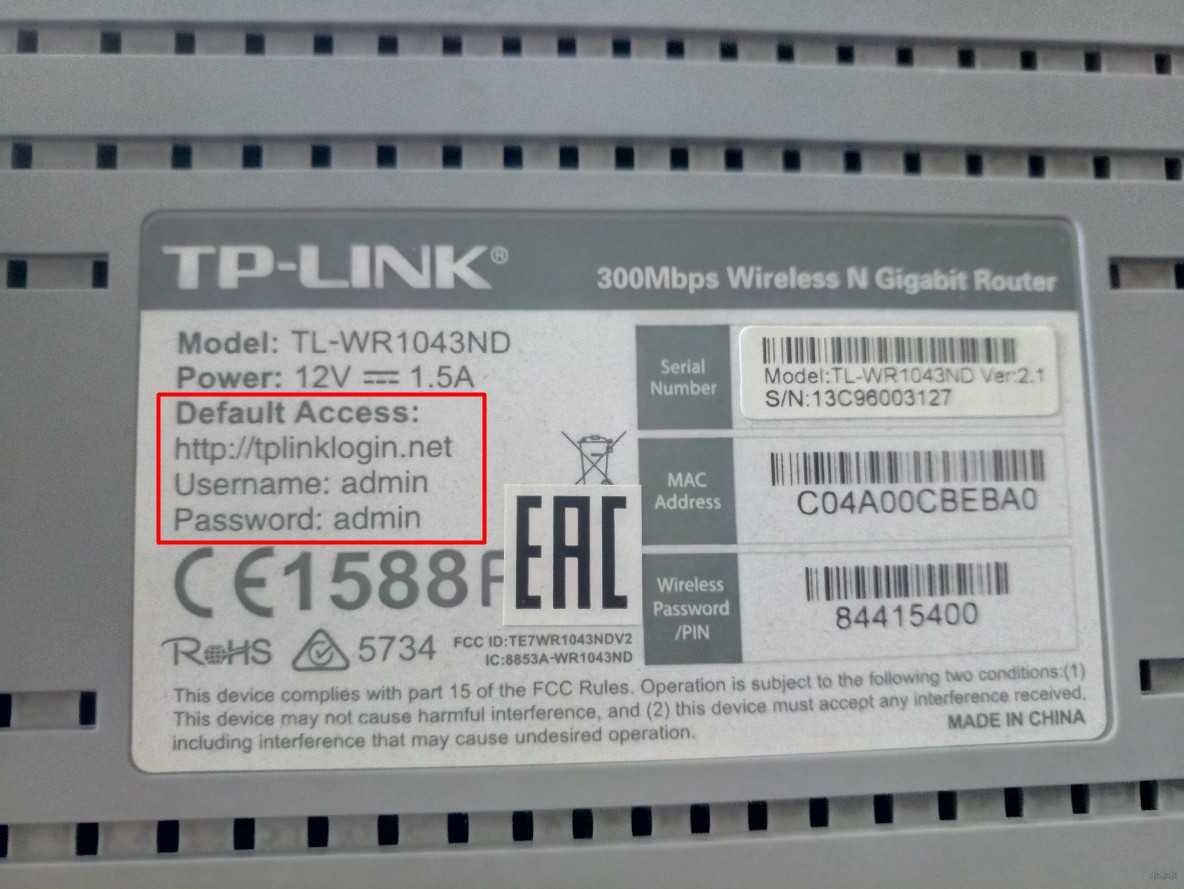 TP-LINK®
300Mbps Wireless N Gigabit Router
Model: TL-WR1043ND
Power: 12V ⎓ 1.5A
Default Access:
http://tplinklogin.net
Username: admin
Password: admin
CE1588
EAC
RoHS
5734
FCC ID:TE7WR1043NDV2
IC:8853A-WR1043ND
Serial
Number
Model:TL-WR1043ND Ver:2.1
S/N:13C96003127
MAC
Address
C04A00CBEBA0
Wireless
Password
/PIN
84415400
This device complies with part 15 of the FCC Rules. Operation is subject to the following two conditions:(1)
This device may not cause harmful interference, and (2) this device must accept any interference received,
including interference that may cause undesired operation.
MADE IN CHINA